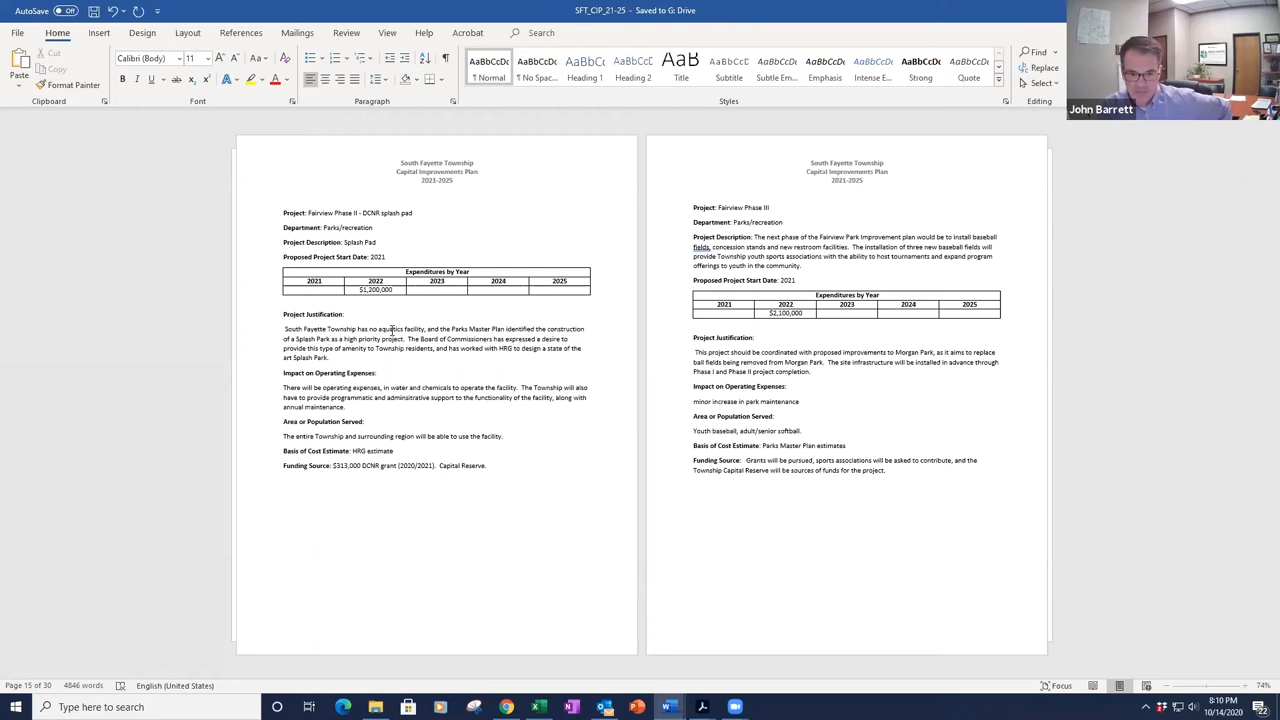 SFT_CIP_21-25 - Saved to G: Drive
AutoSave
Off
File Home Insert Draw Design Layout References Mailings Review View Help Acrobat Search
Paste
Cut
Copy
Format Painter
Clipboard
Calibri (Body) 11
Font
Paragraph
AaBbCcD AaBbCcD AaBbCc AaBbCcD AaB AaBbCcD AaBbCcDc AaBbCcDc AaBbCcDc AaBbCcDc AaBbCcDc
¶ Normal ¶ No Spac... Heading 1 Heading 2 Title Subtitle Subtle Em... Emphasis Intense E... Strong Quote
Styles
Find
Replace
Select
Editing
John Barrett
South Fayette Township
Capital Improvements Plan
2021-2025
Project: Fairview Phase II - DCNR splash pad
Department: Parks/recreation
Project Description: Splash Pad
Proposed Project Start Date: 2021
Expenditures by Year
2021 2022 2023 2024 2025
$1,200,000
Project Justification:
South Fayette Township has no aquatics facility, and the Parks Master Plan identified the construction
of a Splash Park as a high priority project. The Board of Commissioners has expressed a desire to
provide this type of amenity to Township residents, and has worked with HRG to design a state of the
art Splash Park.
Impact on Operating Expenses:
There will be operating expenses, in water and chemicals to operate the facility. The Township will also
have to provide programmatic and adminsitrative support to the functionality of the facility, along with
annual maintenance.
Area or Population Served:
The entire Township and surrounding region will be able to use the facility.
Basis of Cost Estimate: HRG estimate
Funding Source: $313,000 DCNR grant (2020/2021). Capital Reserve.
South Fayette Township
Capital Improvements Plan
2021-2025
Project: Fairview Phase III
Department: Parks/recreation
Project Description: The next phase of the Fairview Park Improvement plan would be to install baseball
fields, concession stands and new restroom facilities. The installation of three new baseball fields will
provide Township youth sports associations with the ability to host tournaments and expand program
offerings to youth in the community.
Proposed Project Start Date: 2021
Expenditures by Year
2021 2022 2023 2024 2025
$2,100,000
Project Justification:
This project should be coordinated with proposed improvements to Morgan Park, as it aims to replace
ball fields being removed from Morgan Park. The site infrastructure will be installed in advance through
Phase I and Phase II project completion.
Impact on Operating Expenses:
minor increase in park maintenance
Area or Population Served:
Youth baseball, adult/senior softball.
Basis of Cost Estimate: Parks Master Plan estimates
Funding Source: Grants will be pursued, sports associations will be asked to contribute, and the
Township Capital Reserve will be sources of funds for the project.
Page 15 of 30 4846 words English (United States) Focus 74%
Type here to search
8:10 PM
10/14/2020
22